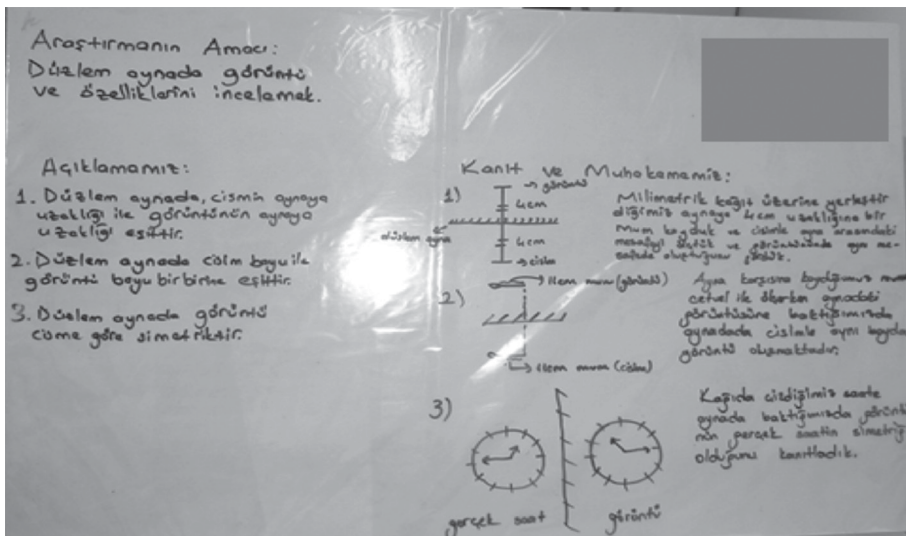 Araştırmanın Amacı:
Düzlem aynada görüntü
ve özelliklerini incelemek.
Açıklamamız:
1. Düzlem aynada, cismin aynaya
uzaklığı ile görüntünün aynaya
uzaklığı eşittir.
2. Düzlem aynada cisim boyu ile
görüntü boyu birbirine eşittir.
3. Düzlem aynada görüntü
cisme göre simetriktir.
Kanıt ve Muhakememiz:
1)
görüntü
4cm
düzlem ayna
4cm
cisim
Milimetrik kağıt üzerine yerleştir
diğimiz aynaya 4cm uzaklığına bir
Mum koyduk ve cisimle ayna arasındaki
mesafeyi ölçtük ve görüntüsünde aynı me-
safede oluştuğunu gördük.
2)
11cm mum (görüntü)
11cm mum (cisim)
Ayna karşısına koyduğumuz mum
cetvel ile ölçerken aynadaki
görüntüsüne baktığımızda
aynadada cisimle aynı boyda
görüntü oluşmaktadır.
3)
gerçek saat
görüntü
Kağıda çizdiğimiz saate
aynada baktığımızda görüntü
nün gerçek saatin simetriği
olduğunu kanıtladık.